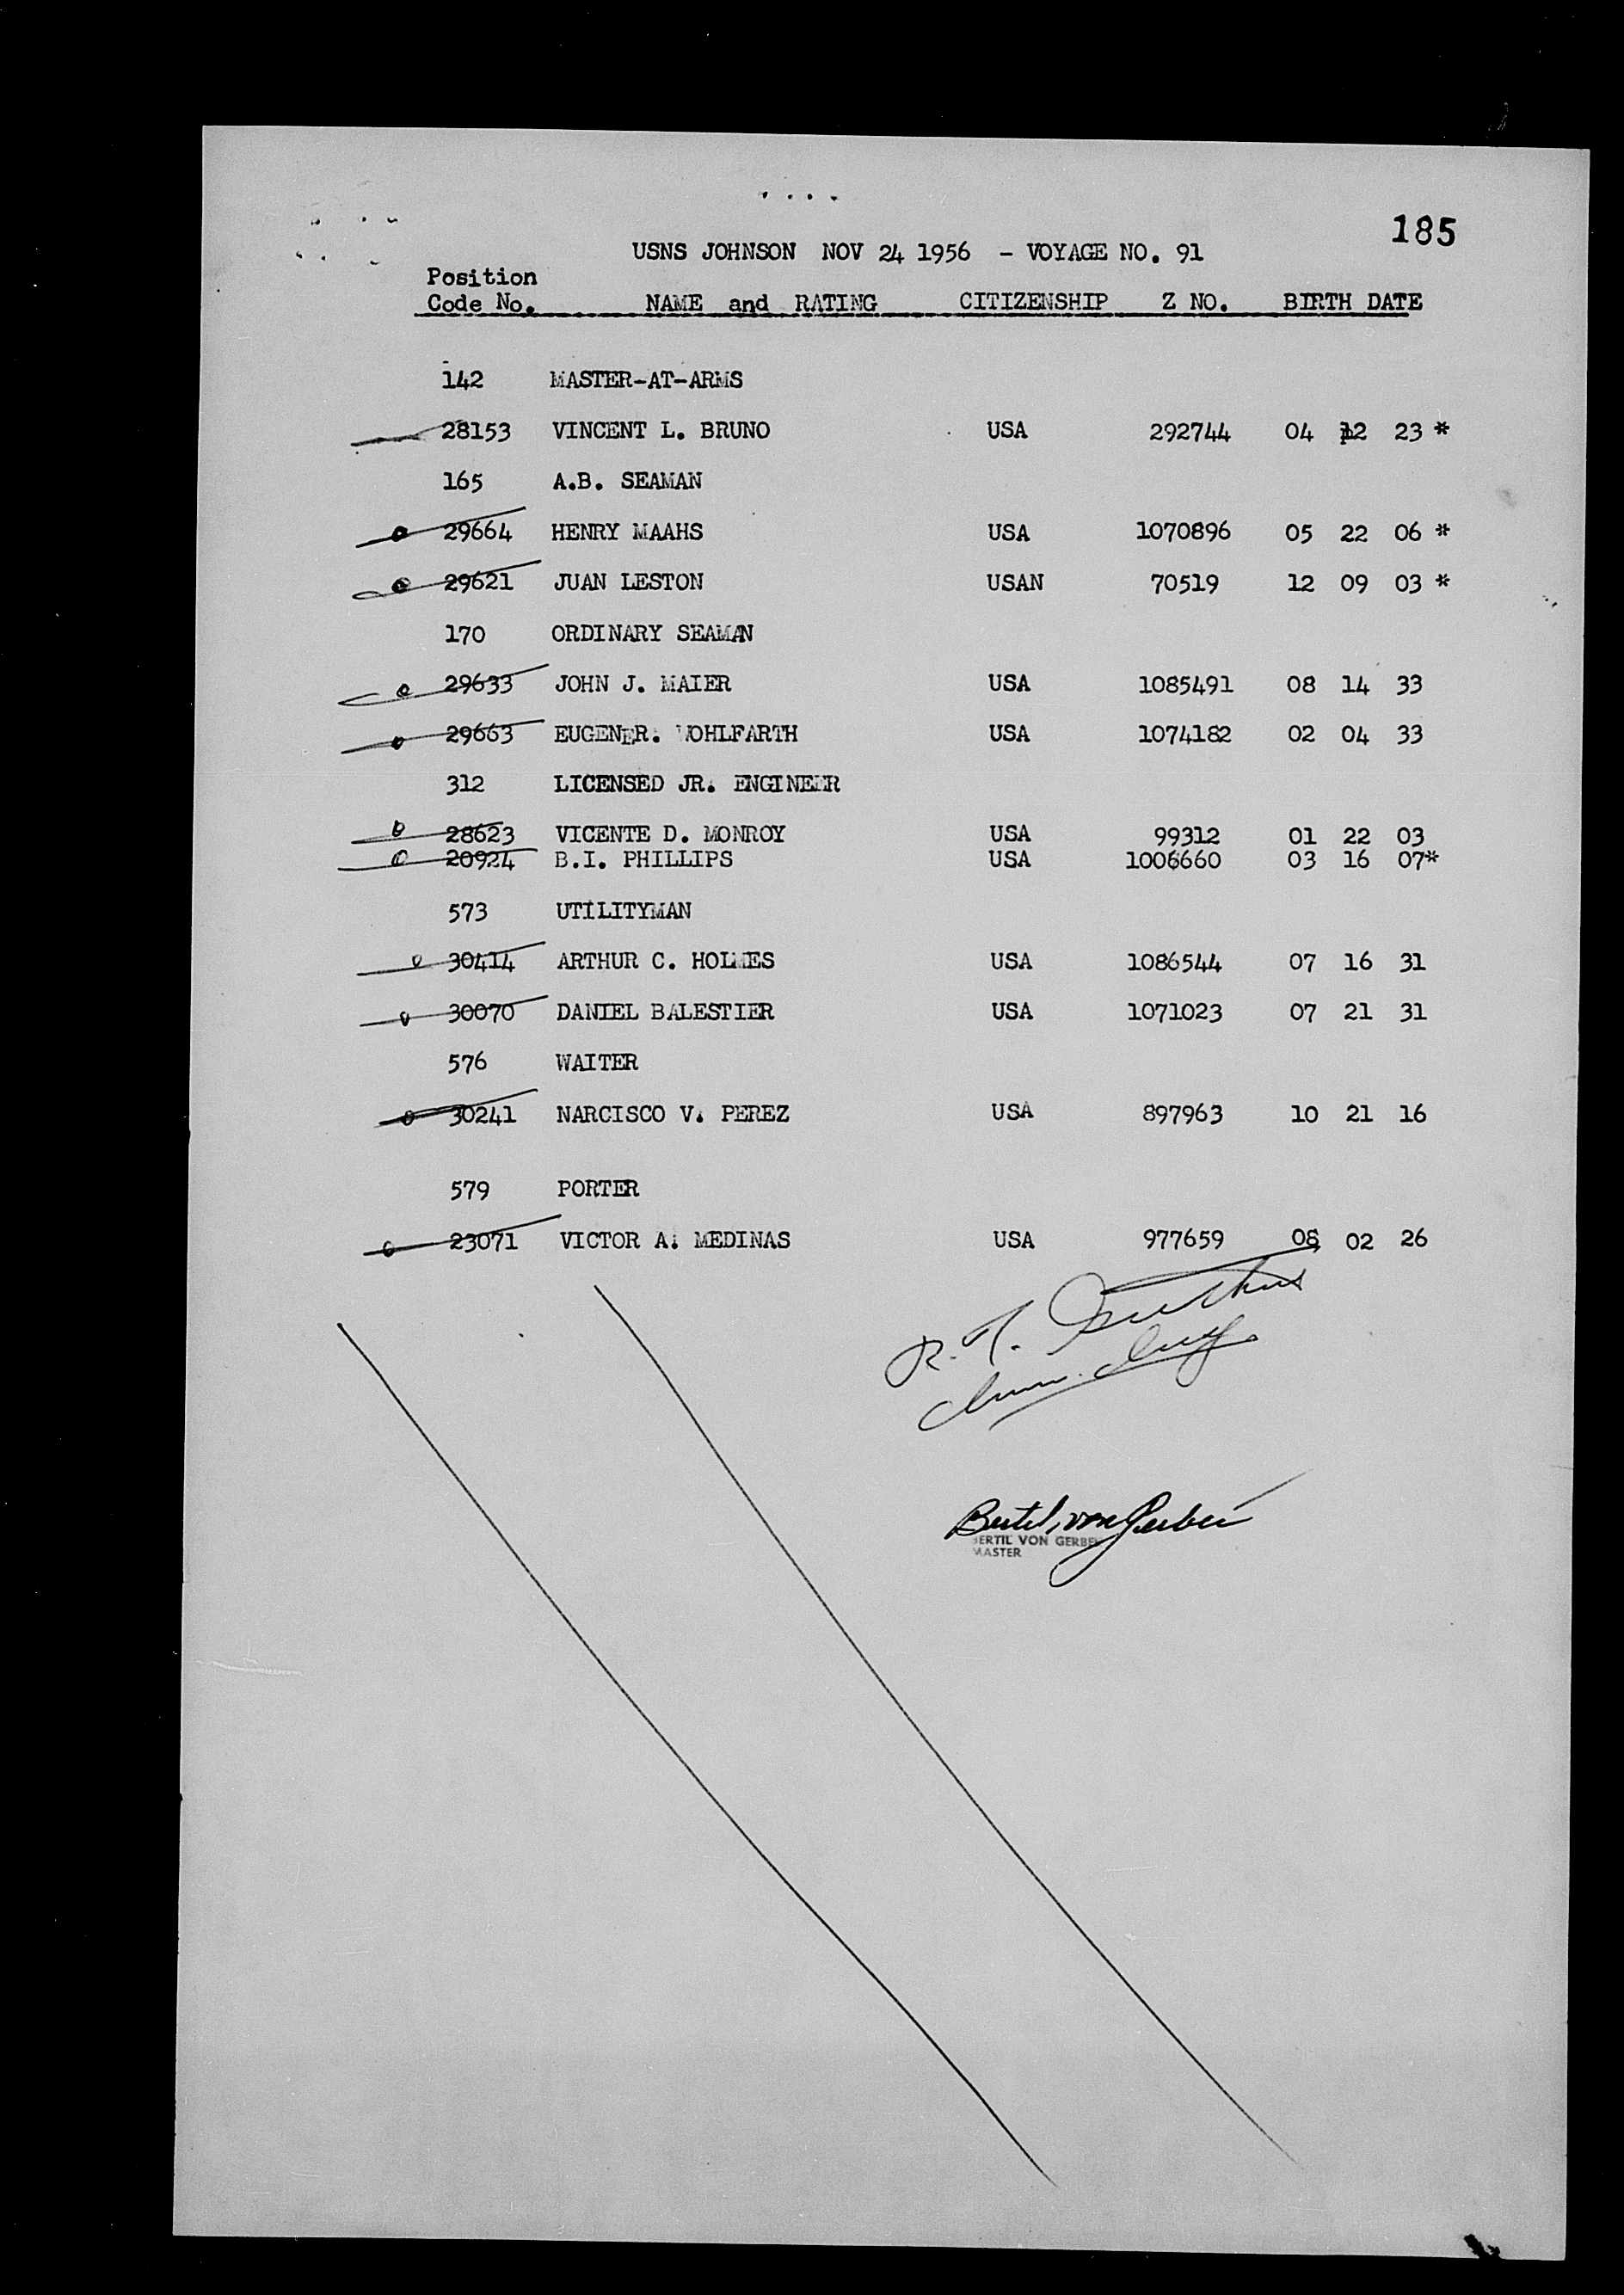 185
USNS JOHNSON NOV 24 1956 - VOYAGE NO. 91
Position
Code No. NAME and RATING CITIZENSHIP Z NO. BIRTH DATE
142 MASTER-AT-ARMS
28153 VINCENT L. BRUNO USA 292744 04 12 23 *
165 A.B. SEAMAN
29664 HENRY MAAHS USA 1070896 05 22 06 *
29621 JUAN LESTON USAN 70519 12 09 03 *
170 ORDINARY SEAMAN
29633 JOHN J. MAIER USA 1085491 08 14 33
29663 EUGENE R. WOHLFARTH USA 1074182 02 04 33
312 LICENSED JR. ENGINEER
28623 VICENTE D. MONROY USA 99312 01 22 03
20924 B.I. PHILLIPS USA 1006660 03 16 07*
573 UTILITYMAN
30414 ARTHUR C. HOLMES USA 1086544 07 16 31
30070 DANIEL BALESTIER USA 1071023 07 21 31
576 WAITER
30241 NARCISCO V. PEREZ USA 897963 10 21 16
579 PORTER
23071 VICTOR A. MEDINAS USA 977659 08 02 26
R.
Bertil von Gerber
BERTIL VON GERBER
MASTER